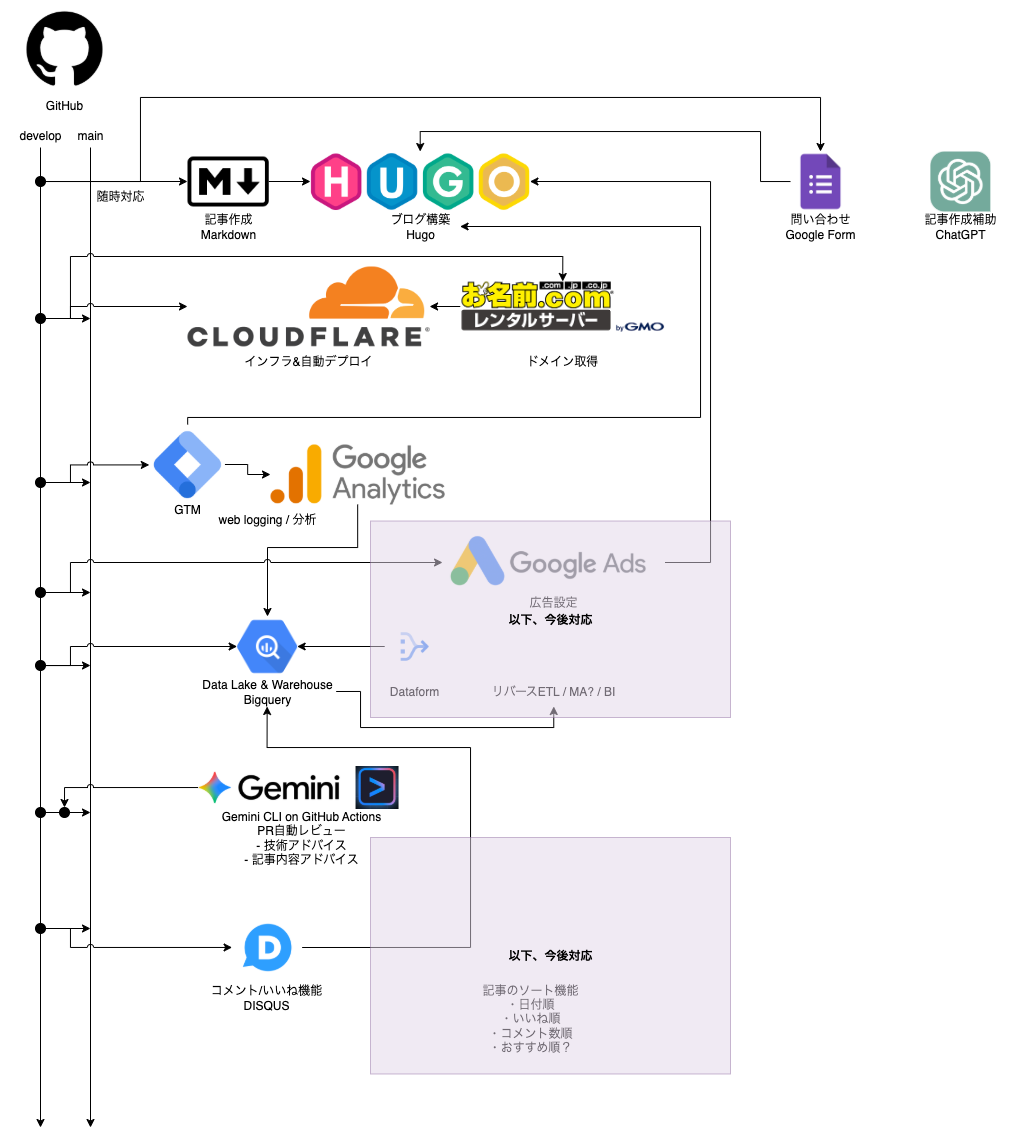 GitHub
develop
main
随時対応
M
記事作成
Markdown
HUGO
ブログ構築
Hugo
問い合わせ
Google Form
記事作成補助
ChatGPT
CLOUDFLARE®
インフラ&自動デプロイ
.com .jp .co.jp
お名前.com
レンタルサーバー
by GMO
ドメイン取得
GTM
Google
Analytics
web logging / 分析
Google Ads
広告設定
以下、今後対応
Data Lake & Warehouse
Bigquery
Dataform
リバースETL / MA? / BI
Gemini
Gemini CLI on GitHub Actions
PR自動レビュー
- 技術アドバイス
- 記事内容アドバイス
D
コメント/いいね機能
DISQUS
以下、今後対応
記事のソート機能
・日付順
・いいね順
・コメント数順
・おすすめ順？